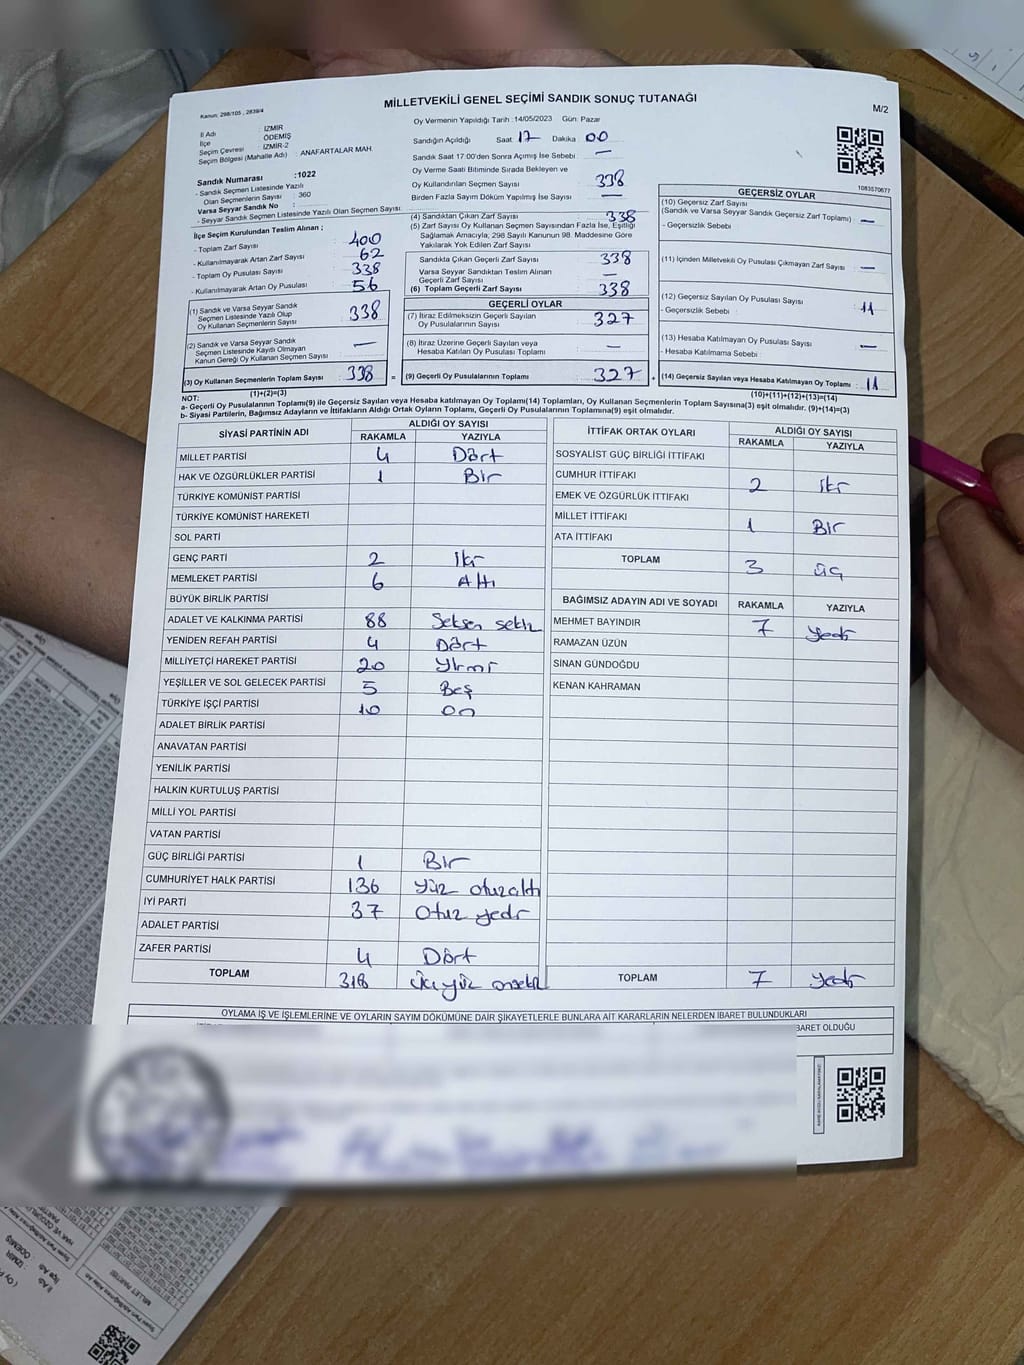 MİLLETVEKİLİ GENEL SEÇİMİ SANDIK SONUÇ TUTANAĞI
Kanun: 298/105 , 2839/4
M/2
Oy Vermenin Yapıldığı Tarih :14/05/2023 Gün: Pazar
İl Adı : İZMİR
İlçe : ÖDEMİŞ
Seçim Çevresi : İZMİR-2
Seçim Bölgesi (Mahalle Adı) : ANAFARTALAR MAH.
Sandığın Açıldığı Saat 17 Dakika 00
Sandık Saat 17:00'den Sonra Açmış İse Sebebi —
Oy Verme Saati Bitiminde Sırada Bekleyen ve
Oy Kullandırılan Seçmen Sayısı 338
Birden Fazla Sayım Döküm Yapılmış İse Sayısı —
Sandık Numarası :1022
- Sandık Seçmen Listesinde Yazılı
Olan Seçmenlerin Sayısı : 360
Varsa Seyyar Sandık No :
- Seyyar Sandık Seçmen Listesinde Yazılı Olan Seçmen Sayısı:
İlçe Seçim Kurulundan Teslim Alınan ;
- Toplam Zarf Sayısı 400
- Kullanılmayarak Artan Zarf Sayısı 62
- Toplam Oy Pusulası Sayısı 338
- Kullanılmayarak Artan Oy Pusulası 56
(1) Sandık ve Varsa Seyyar Sandık
Seçmen Listesinde Yazılı Olup
Oy Kullanan Seçmenlerin Sayısı 338
(2) Sandık ve Varsa Seyyar Sandık
Seçmen Listesinde Kayıtlı Olmayan
Kanun Gereği Oy Kullanan Seçmen Sayısı : —
(3) Oy Kullanan Seçmenlerin Toplam Sayısı 338 =
(1)+(2)=(3)
(4) Sandıktan Çıkan Zarf Sayısı 338
(5) Zarf Sayısı Oy Kullanan Seçmen Sayısından Fazla İse, Eşitliği
Sağlamak Amacıyla, 298 Sayılı Kanunun 98. Maddesine Göre
Yakılarak Yok Edilen Zarf Sayısı
Sandıkta Çıkan Geçerli Zarf Sayısı 338
Varsa Seyyar Sandıktan Teslim Alınan
Geçerli Zarf Sayısı —
(6) Toplam Geçerli Zarf Sayısı 338
GEÇERLİ OYLAR
(7) İtiraz Edilmeksizin Geçerli Sayılan
Oy Pusulalarının Sayısı 327
(8) İtiraz Üzerine Geçerli Sayılan veya
Hesaba Katılan Oy Pusulası Toplamı —
(9) Geçerli Oy Pusulalarının Toplamı 327 +
1083570677
GEÇERSİZ OYLAR
(10) Geçersiz Zarf Sayısı
(Sandık ve Varsa Seyyar Sandık Geçersiz Zarf Toplamı) —
- Geçersizlik Sebebi
(11) İçinden Milletvekili Oy Pusulası Çıkmayan Zarf Sayısı —
(12) Geçersiz Sayılan Oy Pusulası Sayısı
- Geçersizlik Sebebi : 11
(13) Hesaba Katılmayan Oy Pusulası Sayısı —
- Hesaba Katılmama Sebebi :
(14) Geçersiz Sayılan veya Hesaba Katılmayan Oy Toplamı : 11
(10)+(11)+(12)+(13)=(14)
NOT:
a- Geçerli Oy Pusulalarının Toplamı(9) ile Geçersiz Sayılan veya Hesaba katılmayan Oy Toplamı(14) Toplamları, Oy Kullanan Seçmenlerin Toplam Sayısına(3) eşit olmalıdır. (9)+(14)=(3)
b- Siyasi Partilerin, Bağımsız Adayların ve İttifakların Aldığı Ortak Oyların Toplamı, Geçerli Oy Pusulalarının Toplamına(9) eşit olmalıdır.
SİYASİ PARTİNİN ADI ALDIĞI OY SAYISI
RAKAMLA YAZIYLA
MİLLET PARTİSİ 4 Dört
HAK VE ÖZGÜRLÜKLER PARTİSİ 1 Bir
TÜRKİYE KOMÜNİST PARTİSİ
TÜRKİYE KOMÜNİST HAREKETİ
SOL PARTİ
GENÇ PARTİ 2 iki
MEMLEKET PARTİSİ 6 Altı
BÜYÜK BİRLİK PARTİSİ
ADALET VE KALKINMA PARTİSİ 88 Seksen sekiz
YENİDEN REFAH PARTİSİ 4 Dört
MİLLİYETÇİ HAREKET PARTİSİ 20 Yirmi
YEŞİLLER VE SOL GELECEK PARTİSİ 5 Beş
TÜRKİYE İŞÇİ PARTİSİ 10 On
ADALET BİRLİK PARTİSİ
ANAVATAN PARTİSİ
YENİLİK PARTİSİ
HALKIN KURTULUŞ PARTİSİ
MİLLİ YOL PARTİSİ
VATAN PARTİSİ
GÜÇ BİRLİĞİ PARTİSİ 1 Bir
CUMHURİYET HALK PARTİSİ 136 Yüz otuzaltı
İYİ PARTİ 37 Otuz yedi
ADALET PARTİSİ
ZAFER PARTİSİ 4 Dört
TOPLAM 318 Üçyüz onsekiz
İTTİFAK ORTAK OYLARI ALDIĞI OY SAYISI
RAKAMLA YAZIYLA
SOSYALİST GÜÇ BİRLİĞİ İTTİFAKI
CUMHUR İTTİFAKI 2 iki
EMEK VE ÖZGÜRLÜK İTTİFAKI
MİLLET İTTİFAKI 1 Bir
ATA İTTİFAKI
TOPLAM 3 üç
BAĞIMSIZ ADAYIN ADI VE SOYADI RAKAMLA YAZIYLA
MEHMET BAYINDIR 7 yedi
RAMAZAN ÜZÜN
SİNAN GÜNDOĞDU
KENAN KAHRAMAN
TOPLAM 7 yedi
OYLAMA İŞ VE İŞLEMLERİNE VE OYLARIN SAYIM DÖKÜMÜNE DAİR ŞİKAYETLERLE BUNLARA AİT KARARLARIN NELERDEN İBARET BULUNDUKLARI
BARET OLDUĞU